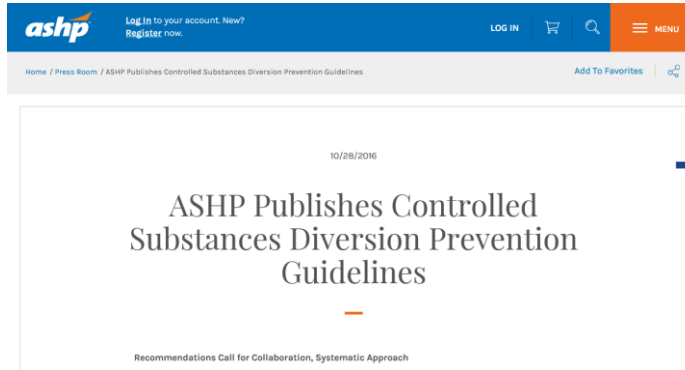 ashp
Log In to your account. New?
Register now.
LOG IN
MENU
Home / Press Room / ASHP Publishes Controlled Substances Diversion Prevention Guidelines
Add To Favorites
10/28/2016
ASHP Publishes Controlled
Substances Diversion Prevention
Guidelines
Recommendations Call for Collaboration, Systematic Approach